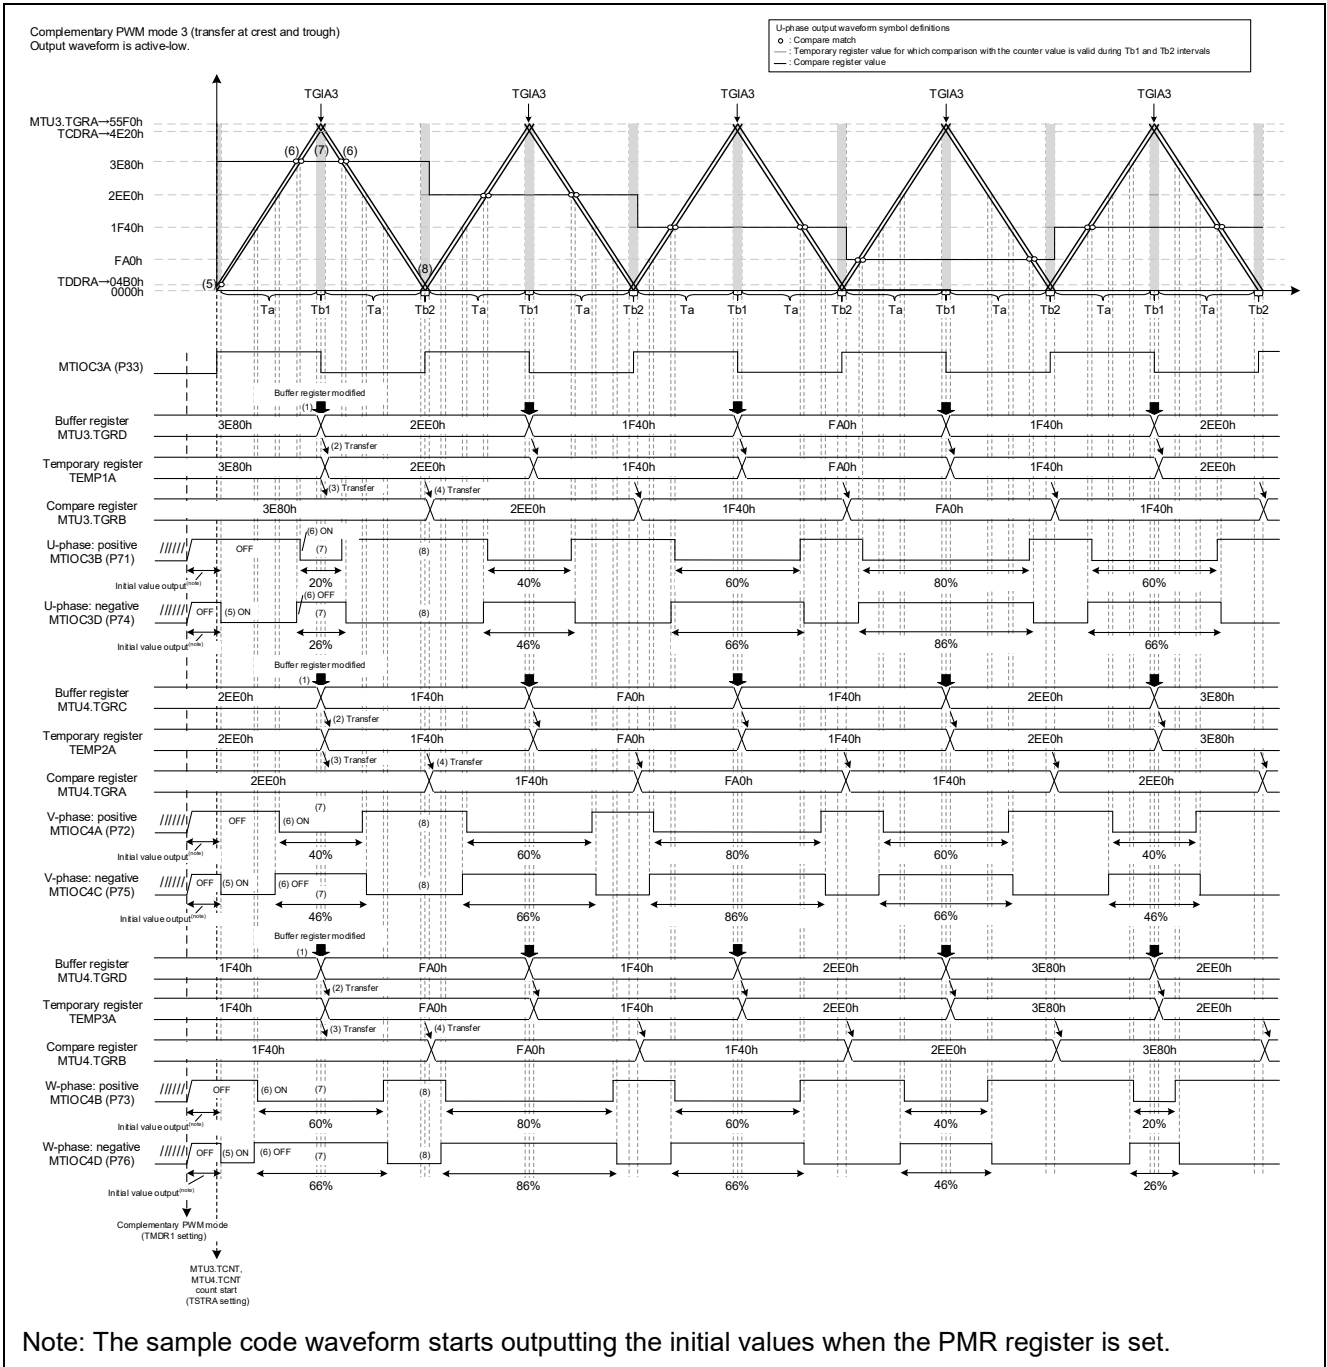 Complementary PWM mode 3 (transfer at crest and trough)
Output waveform is active-low.
U-phase output waveform symbol definitions
: Compare match
: Temporary register value for which comparison with the counter value is valid during Tb1 and Tb2 intervals
: Compare register value
TGIA3 TGIA3 TGIA3 TGIA3 TGIA3
MTU3.TGRA→55F0h
TCDRA→4E20h
(6) (7) (6)
3E80h
2EE0h
1F40h
FA0h
(8)
TDDRA→04B0h (5)
0000h
Ta Tb1 Ta Tb2 Ta Tb1 Ta Tb2 Ta Tb1 Ta Tb2 Ta Tb1 Ta Tb2 Ta Tb1 Ta Tb2
MTIOC3A (P33)
Buffer register modified
(1)
Buffer register
MTU3.TGRD
3E80h 2EE0h 1F40h FA0h 1F40h 2EE0h
(2) Transfer
Temporary register
TEMP1A
3E80h 2EE0h 1F40h FA0h 1F40h 2EE0h
(3) Transfer (4) Transfer
Compare register
MTU3.TGRB
3E80h 2EE0h 1F40h FA0h 1F40h
U-phase: positive
MTIOC3B (P71)
OFF (6) ON (7) (8)
Initial value output(note)
20% 40% 60% 80% 60%
U-phase: negative
MTIOC3D (P74)
OFF (5) ON (6) OFF (7) (8)
Initial value output(note)
26% 46% 66% 86% 66%
Buffer register modified
(1)
Buffer register
MTU4.TGRC
2EE0h 1F40h FA0h 1F40h 2EE0h 3E80h
(2) Transfer
Temporary register
TEMP2A
2EE0h 1F40h FA0h 1F40h 2EE0h 3E80h
(3) Transfer (4) Transfer
Compare register
MTU4.TGRA
2EE0h 1F40h FA0h 1F40h 2EE0h
V-phase: positive
MTIOC4A (P72)
OFF (6) ON (7) (8)
Initial value output(note)
40% 60% 80% 60% 40%
V-phase: negative
MTIOC4C (P75)
OFF (5) ON (6) OFF (7) (8)
Initial value output(note)
46% 66% 86% 66% 46%
Buffer register modified
(1)
Buffer register
MTU4.TGRD
1F40h FA0h 1F40h 2EE0h 3E80h 2EE0h
(2) Transfer
Temporary register
TEMP3A
1F40h FA0h 1F40h 2EE0h 3E80h 2EE0h
(3) Transfer (4) Transfer
Compare register
MTU4.TGRB
1F40h FA0h 1F40h 2EE0h 3E80h
W-phase: positive
MTIOC4B (P73)
OFF (6) ON (7) (8)
Initial value output(note)
60% 80% 60% 40% 20%
W-phase: negative
MTIOC4D (P76)
OFF (5) ON (6) OFF (7) (8)
Initial value output(note)
66% 86% 66% 46% 26%
Complementary PWM mode
(TMDR1 setting)
MTU3.TCNT,
MTU4.TCNT
count start
(TSTRA setting)
Note: The sample code waveform starts outputting the initial values when the PMR register is set.